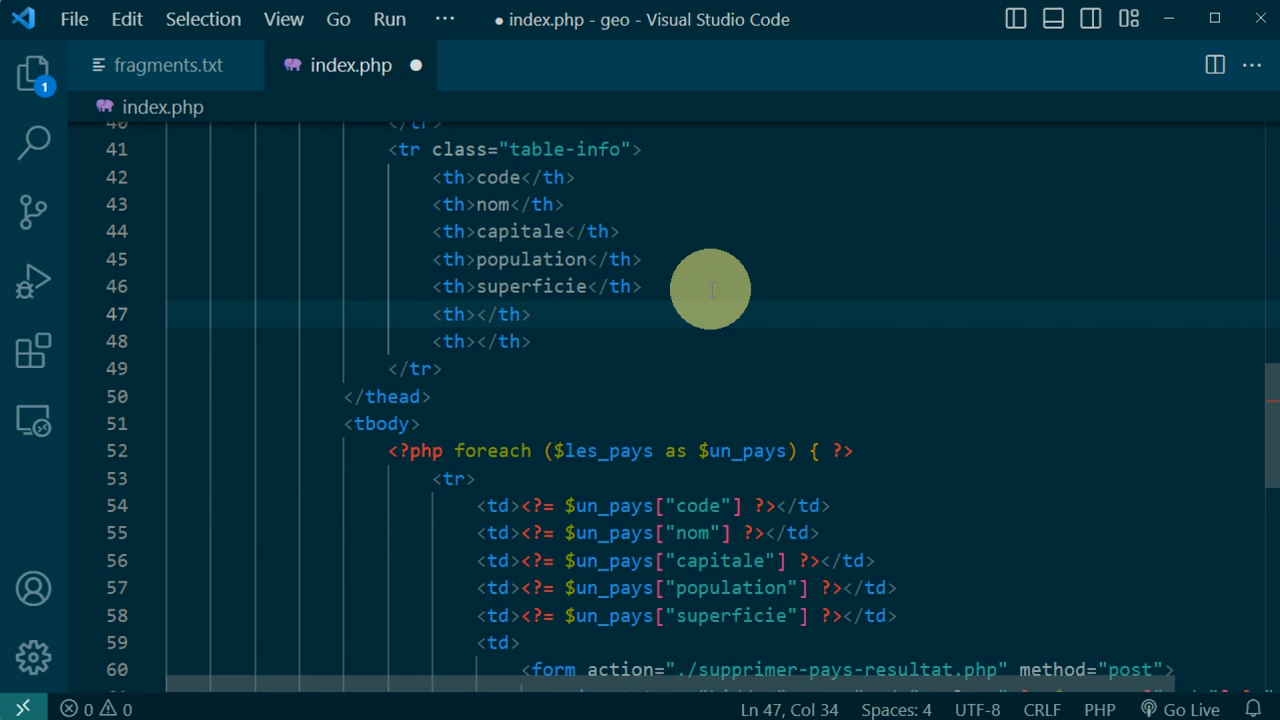 File Edit Selection View Go Run ··· ● index.php - geo - Visual Studio Code
fragments.txt index.php
1
index.php
40 </tr>
41 <tr class="table-info">
42 <th>code</th>
43 <th>nom</th>
44 <th>capitale</th>
45 <th>population</th>
46 <th>superficie</th>
47 <th></th>
48 <th></th>
49 </tr>
50 </thead>
51 <tbody>
52 <?php foreach ($les_pays as $un_pays) { ?>
53 <tr>
54 <td><?= $un_pays["code"] ?></td>
55 <td><?= $un_pays["nom"] ?></td>
56 <td><?= $un_pays["capitale"] ?></td>
57 <td><?= $un_pays["population"] ?></td>
58 <td><?= $un_pays["superficie"] ?></td>
59 <td>
60 <form action="./supprimer-pays-resultat.php" method="post">
0 0 Ln 47, Col 34 Spaces: 4 UTF-8 CRLF PHP Go Live